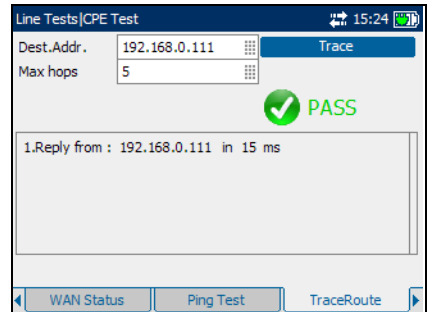 Line Tests|CPE Test 15:24
Dest.Addr. 192.168.0.111 Trace
Max hops 5
PASS
1.Reply from : 192.168.0.111 in 15 ms
WAN Status Ping Test TraceRoute